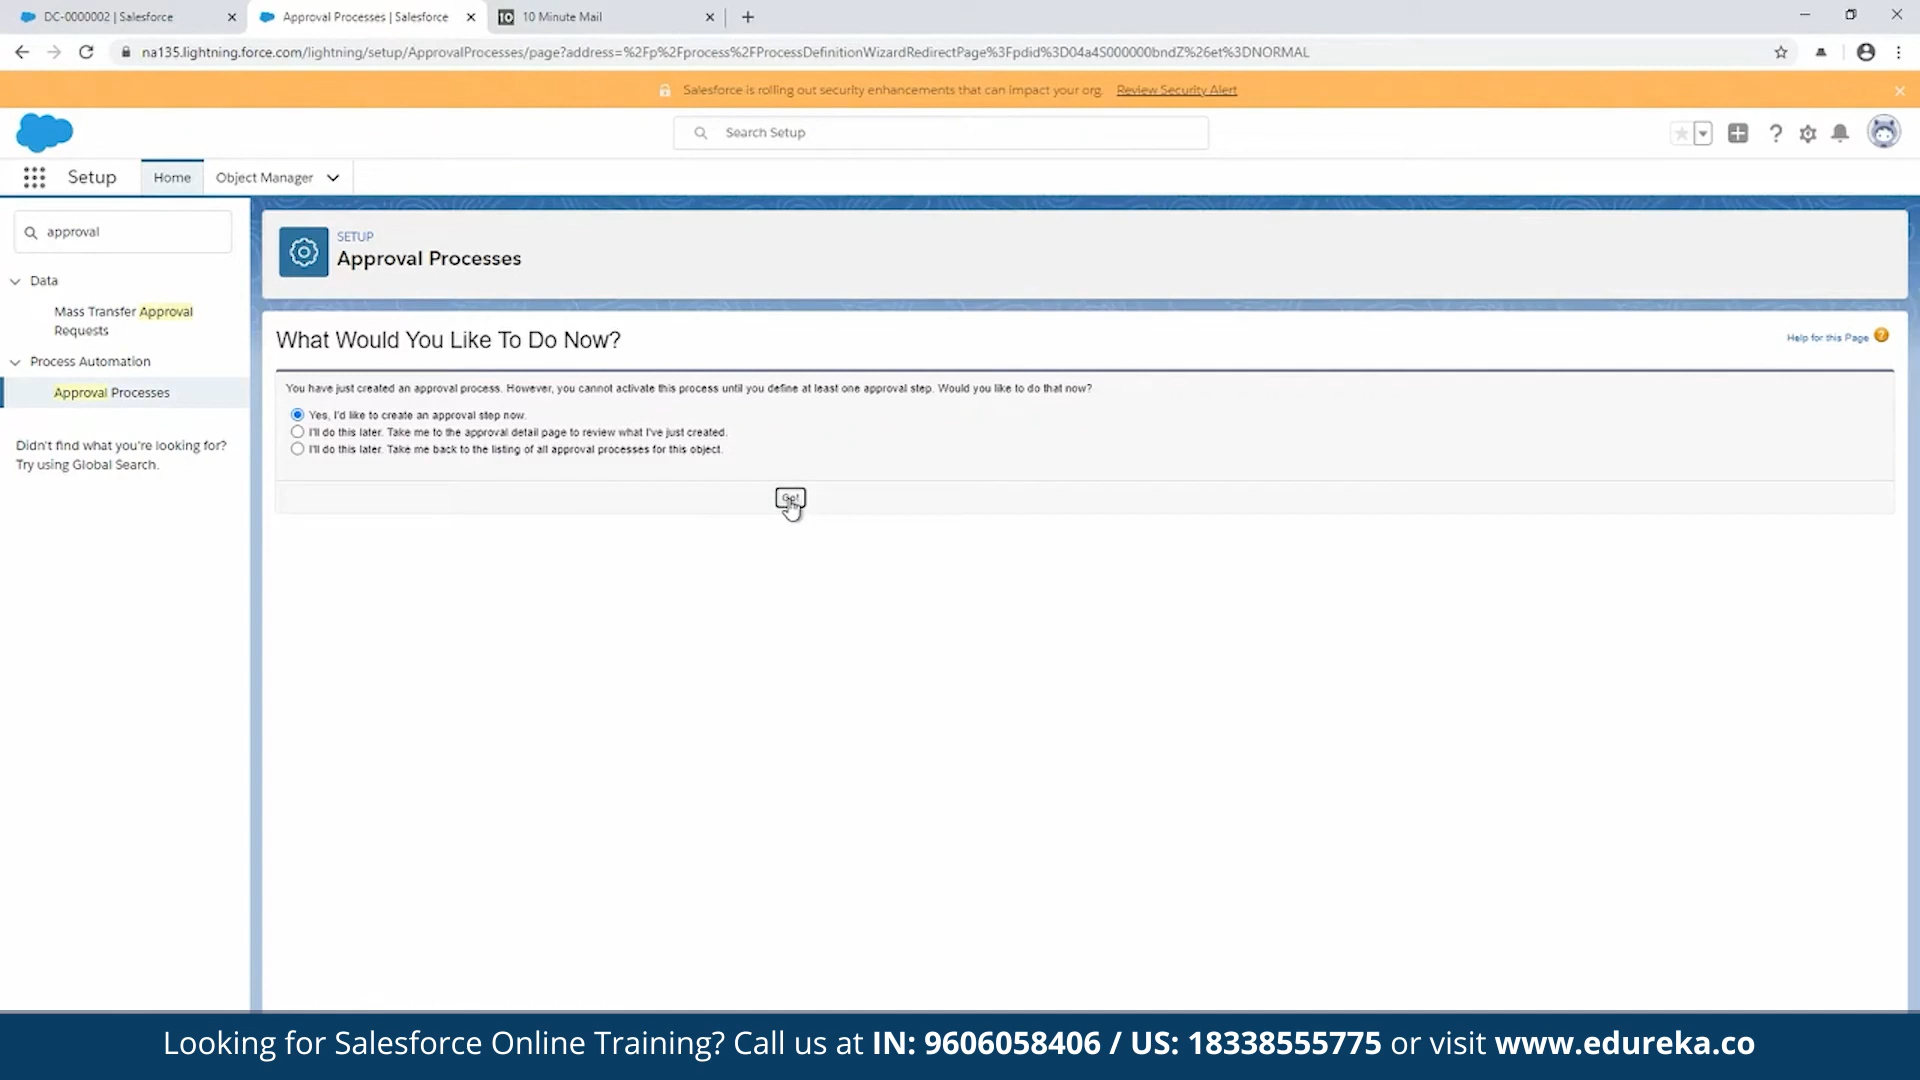 DC-0000002 | Salesforce
Approval Processes | Salesforce
10
10 Minute Mail
na135.lightning.force.com/lightning/setup/ApprovalProcesses/page?address=%2Fp%2Fprocess%2FProcessDefinitionWizardRedirectPage%3Fpdid%3D04a4S000000bndZ%26et%3DNORMAL
Salesforce is rolling out security enhancements that can impact your org. Review Security Alert
Search Setup
Setup
Home
Object Manager
approval
Data
Mass Transfer Approval
Requests
Process Automation
Approval Processes
Didn't find what you're looking for?
Try using Global Search.
SETUP
Approval Processes
What Would You Like To Do Now?
Help for this Page
You have just created an approval process. However, you cannot activate this process until you define at least one approval step. Would you like to do that now?
Yes, I'd like to create an approval step now.
I'll do this later. Take me to the approval detail page to review what I've just created.
I'll do this later. Take me back to the listing of all approval processes for this object.
Go!
Looking for Salesforce Online Training? Call us at IN: 9606058406 / US: 18338555775 or visit www.edureka.co